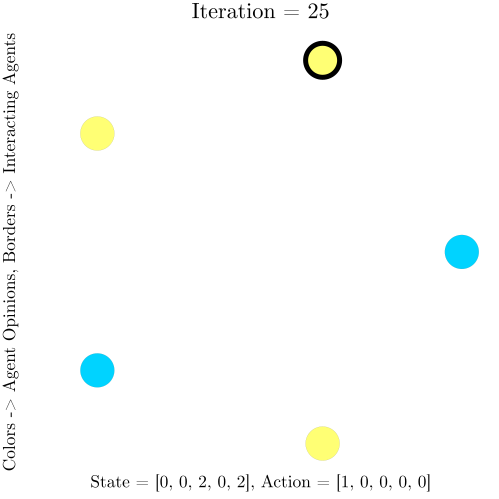 Iteration = 25
Colors -> Agent Opinions, Borders -> Interacting Agents
State = [0, 0, 2, 0, 2], Action = [1, 0, 0, 0, 0]